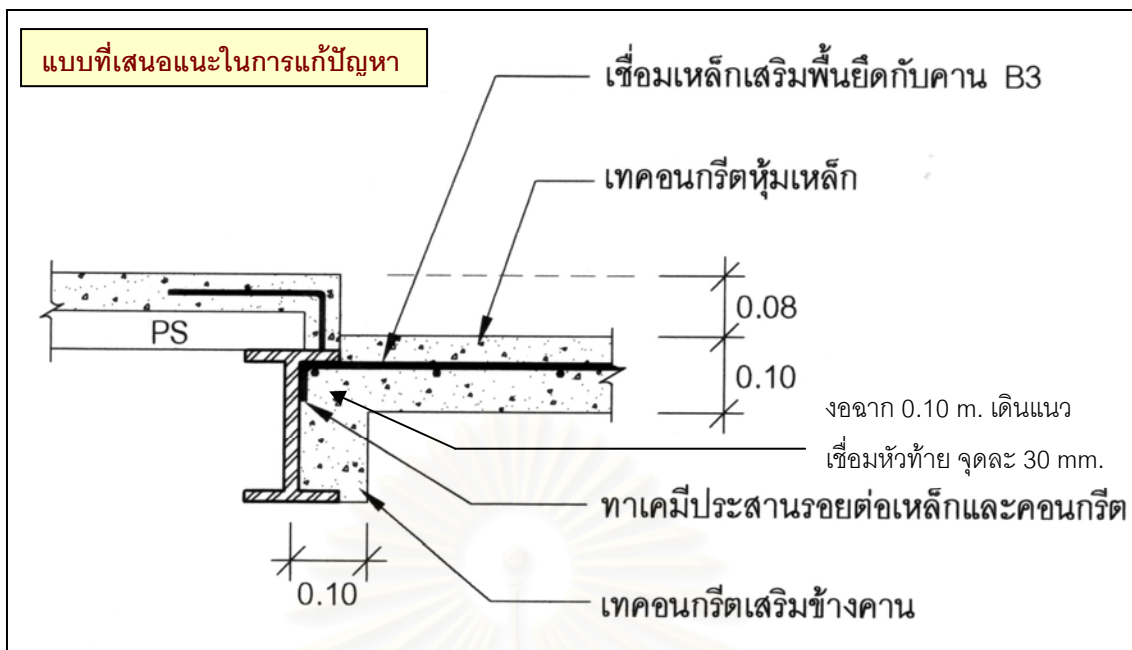 แบบที่เสนอแนะในการแก้ปัญหา
เชื่อมเหล็กเสริมพื้นยึดกับคาน B3
เทคอนกรีตหุ้มเหล็ก
0.08
PS
0.10
งอฉาก 0.10 m. เดินแนว
เชื่อมหัวท้าย จุดละ 30 mm.
ทาเคมีประสานรอยต่อเหล็กและคอนกรีต
0.10
เทคอนกรีตเสริมข้างคาน